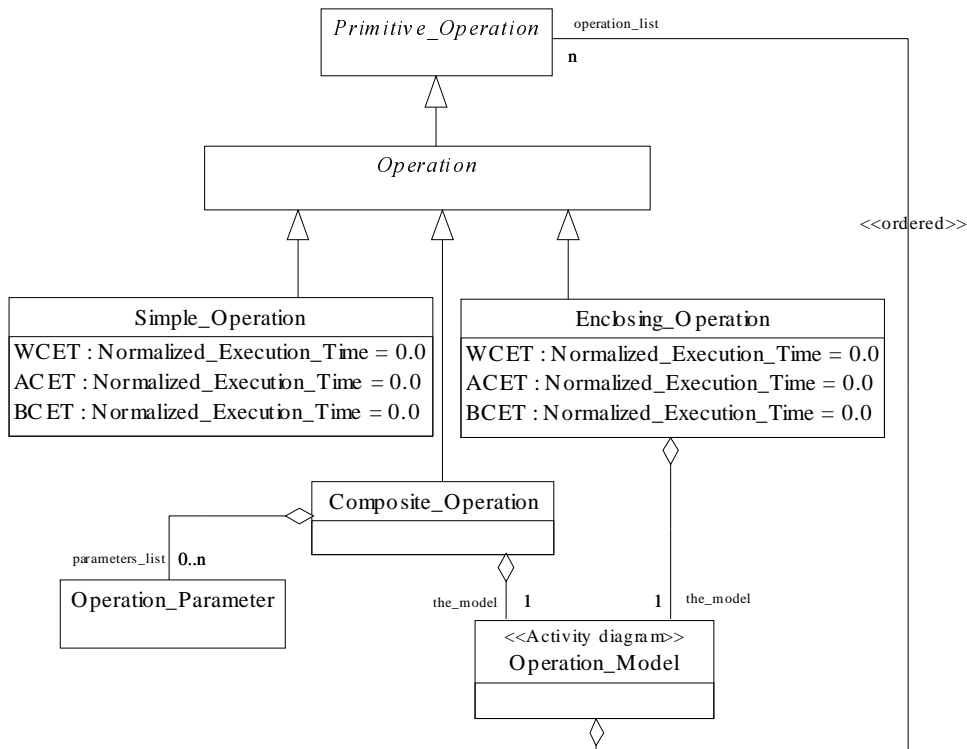 Primitive_Operation
operation_list
n
Operation
<<ordered>>
Simple_Operation
WCET : Normalized_Execution_Time = 0.0
ACET : Normalized_Execution_Time = 0.0
BCET : Normalized_Execution_Time = 0.0
Enclosing_Operation
WCET : Normalized_Execution_Time = 0.0
ACET : Normalized_Execution_Time = 0.0
BCET : Normalized_Execution_Time = 0.0
Composite_Operation
parameters_list 0..n
Operation_Parameter
the_model 1
1 the_model
<<Activity diagram>>
Operation_Model